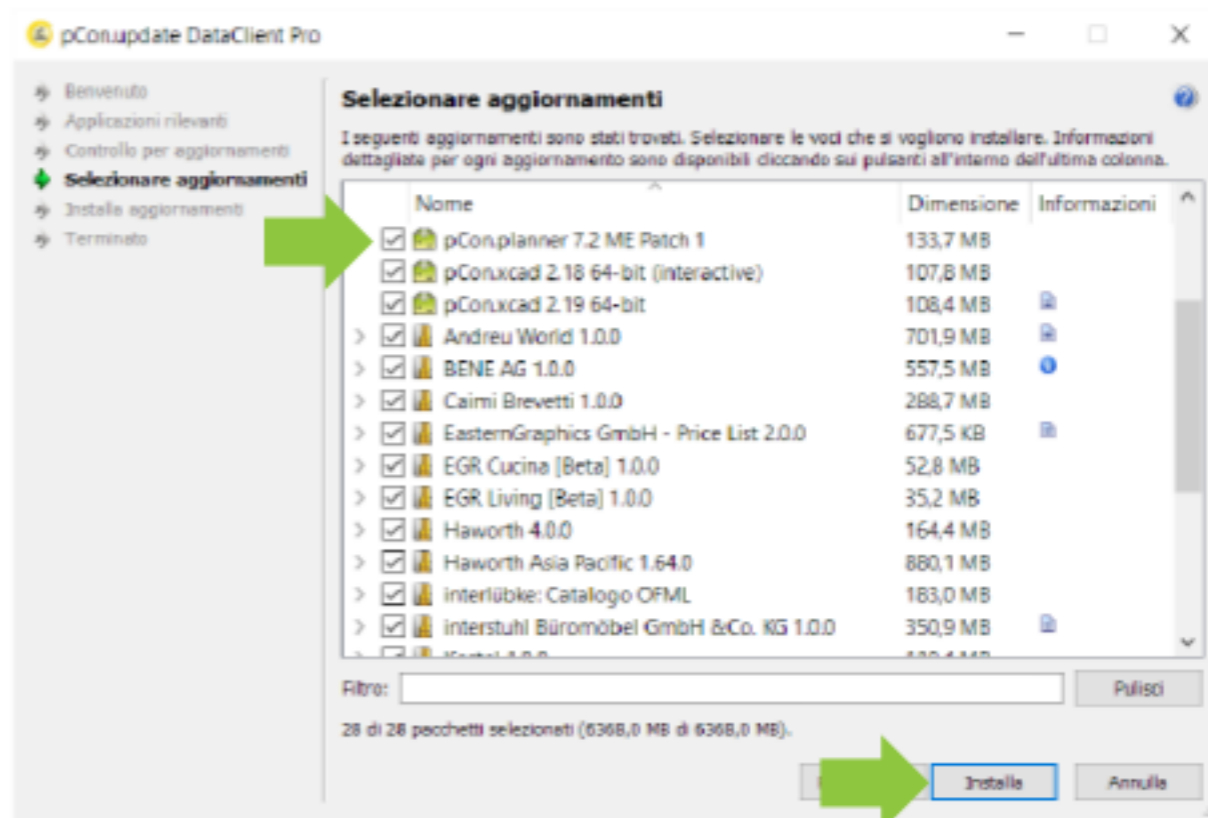 pCon.update DataClient Pro
Benvenuto
Applicazioni rilevanti
Controllo per aggiornamenti
Selezionare aggiornamenti
Installa aggiornamenti
Terminato
Selezionare aggiornamenti
I seguenti aggiornamenti sono stati trovati. Selezionare le voci che si vogliono installare. Informazioni
dettagliate per ogni aggiornamento sono disponibili cliccando sui pulsanti all'interno dell'ultima colonna.
Nome Dimensione Informazioni
pCon.planner 7.2 ME Patch 1 133,7 MB
pCon.xcad 2.18 64-bit (interactive) 107,8 MB
pCon.xcad 2.19 64-bit 108,4 MB
Andreu World 1.0.0 701,9 MB
BENE AG 1.0.0 557,5 MB
Caimi Brevetti 1.0.0 288,7 MB
EasternGraphics GmbH - Price List 2.0.0 677,5 KB
EGR Cucina [Beta] 1.0.0 52,8 MB
EGR Living [Beta] 1.0.0 35,2 MB
Haworth 4.0.0 164,4 MB
Haworth Asia Pacific 1.64.0 880,1 MB
interlübke: Catalogo OFML 183,0 MB
interstuhl Büromöbel GmbH &Co. KG 1.0.0 350,9 MB
Filtro: Pulisci
28 di 28 pacchetti selezionati (6368,0 MB di 6368,0 MB).
Installa Annulla